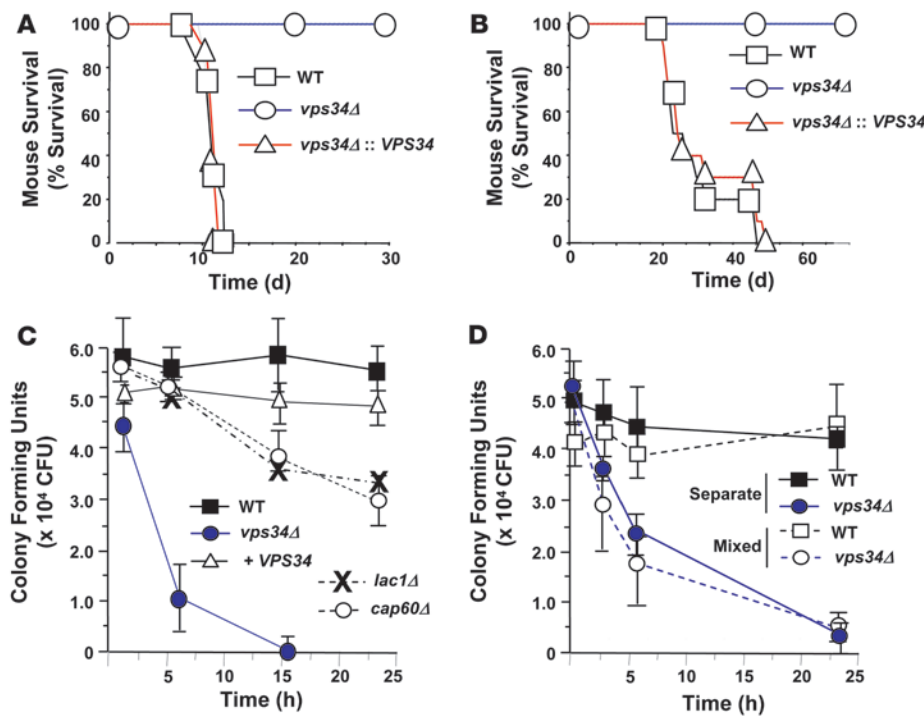 A
Mouse Survival
(% Survival)
100
80
60
40
20
0
0
10
20
30
Time (d)
WT
vps34Δ
vps34Δ :: VPS34
B
Mouse Survival
(% Survival)
100
80
60
40
20
0
0
20
40
60
Time (d)
WT
vps34Δ
vps34Δ :: VPS34
C
Colony Forming Units
(x 10⁴ CFU)
6.0
5.0
4.0
3.0
2.0
1.0
0
0
5
10
15
20
25
Time (h)
WT
vps34Δ
+ VPS34
lac1Δ
cap60Δ
D
Colony Forming Units
(x 10⁴ CFU)
6.0
5.0
4.0
3.0
2.0
1.0
0
0
5
10
15
20
25
Time (h)
Separate
WT
vps34Δ
Mixed
WT
vps34Δ